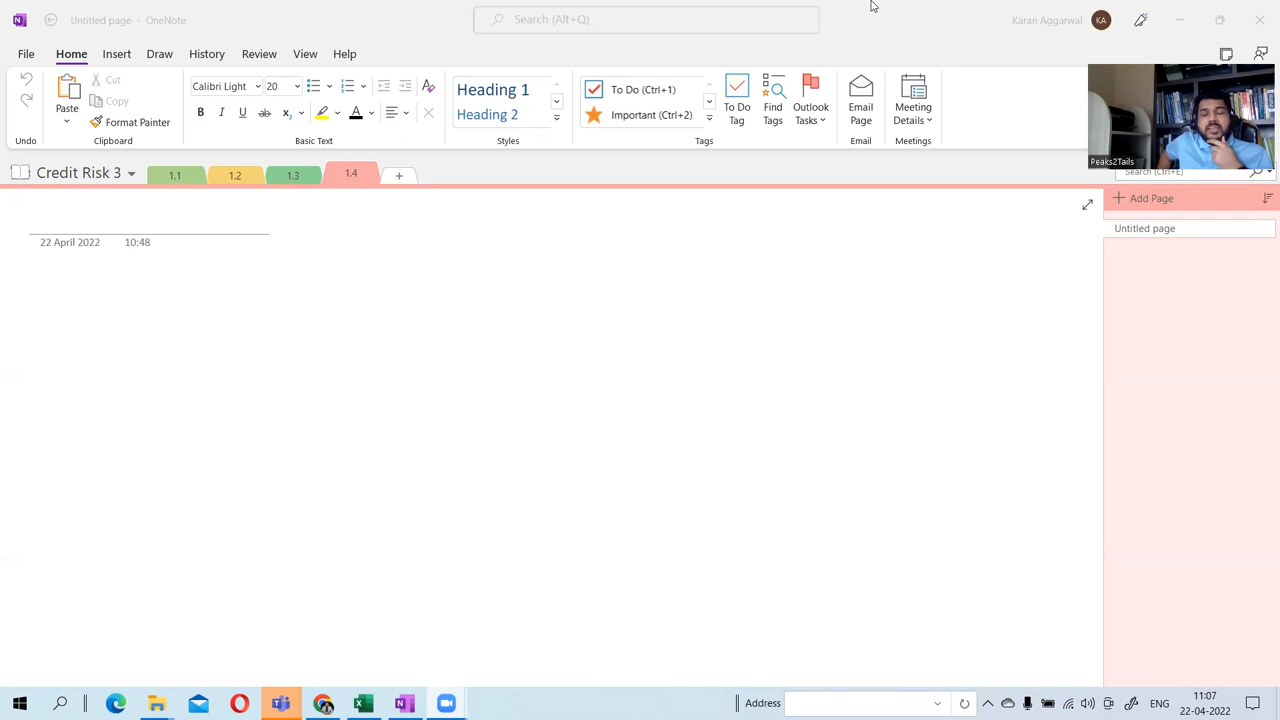 Untitled page - OneNote
Search (Alt+Q)
Karan Aggarwal
KA
File
Home
Insert
Draw
History
Review
View
Help
Paste
Cut
Copy
Format Painter
Calibri Light
20
Heading 1
Heading 2
To Do (Ctrl+1)
Important (Ctrl+2)
To Do
Tag
Find
Tags
Outlook
Tasks
Email
Page
Meeting
Details
Undo
Clipboard
Basic Text
Styles
Tags
Email
Meetings
Peaks2Tails
Credit Risk 3
1.1
1.2
1.3
1.4
Search (Ctrl+E)
Add Page
Untitled page
22 April 2022
10:48
Address
ENG
11:07
22-04-2022